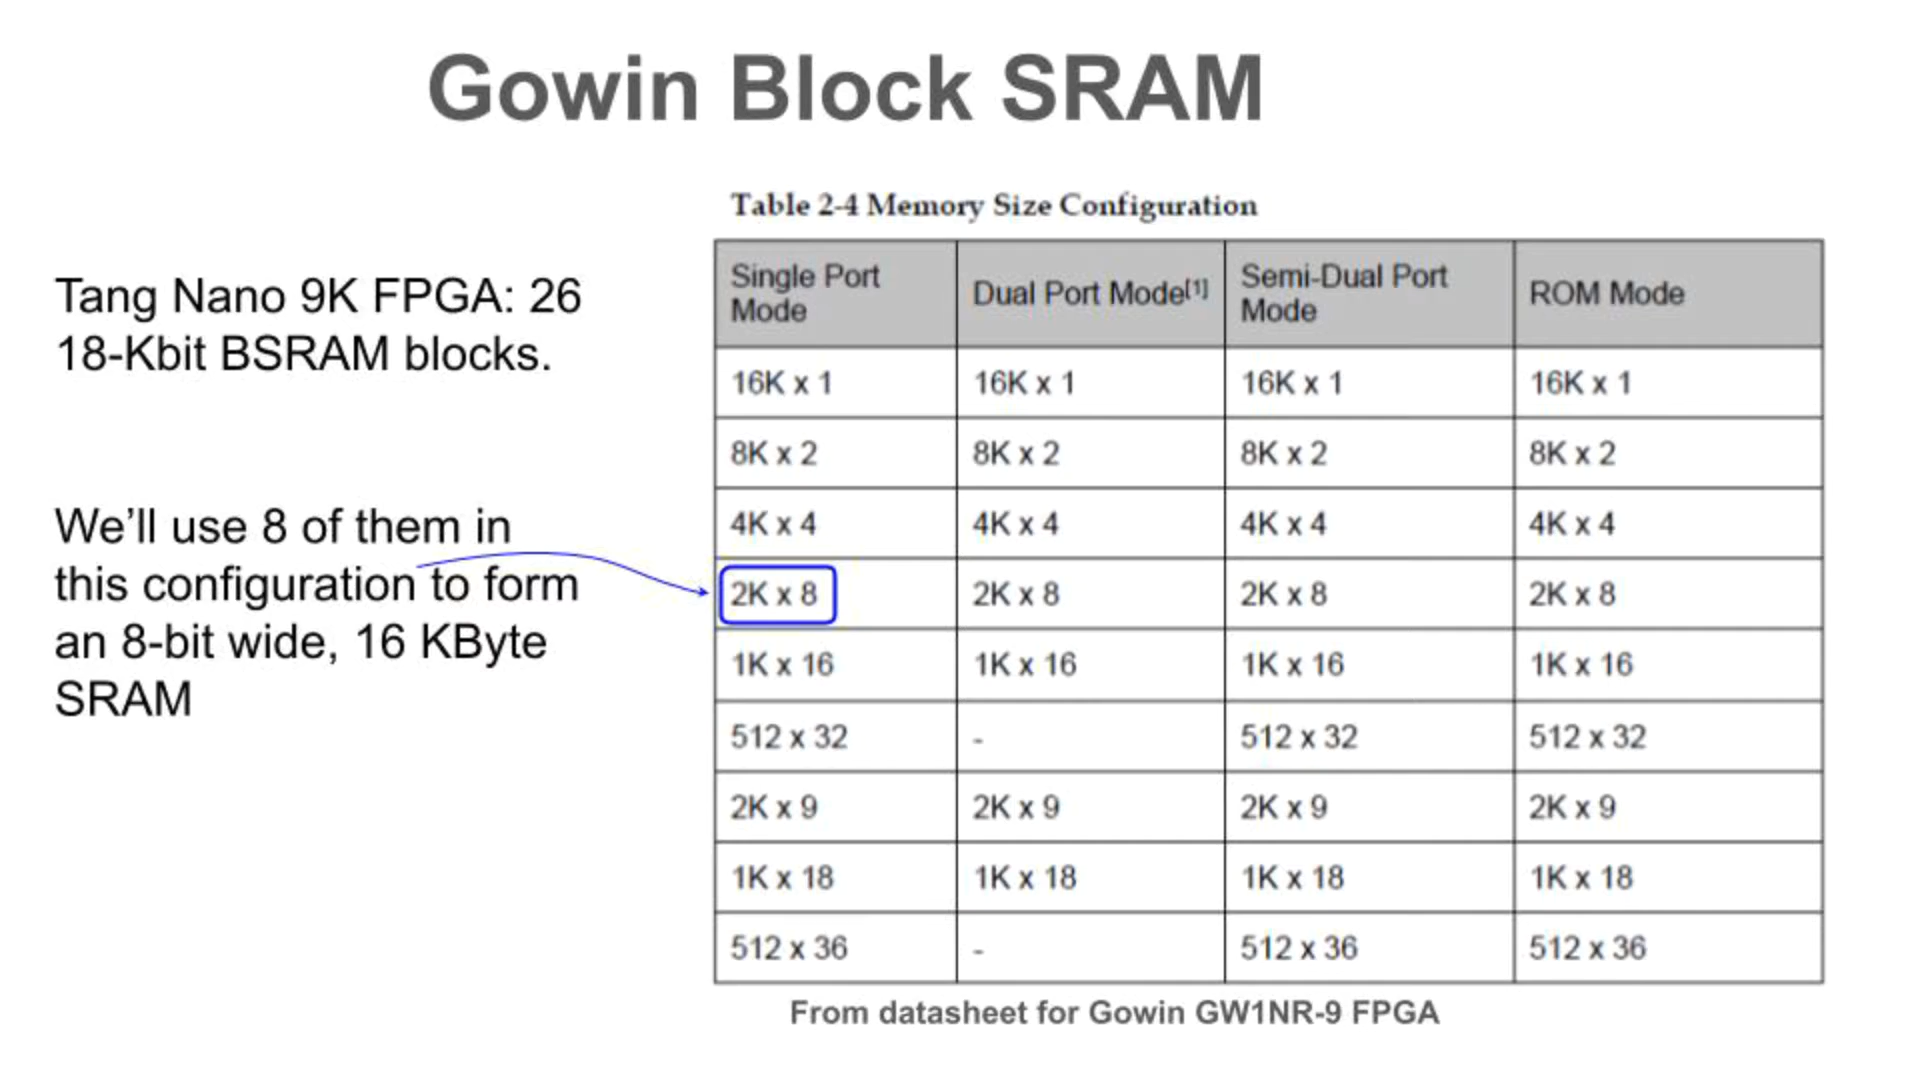 Gowin Block SRAM
Tang Nano 9K FPGA: 26
18-Kbit BSRAM blocks.
We'll use 8 of them in
this configuration to form
an 8-bit wide, 16 KByte
SRAM
Table 2-4 Memory Size Configuration
Single Port Mode | Dual Port Mode[1] | Semi-Dual Port Mode | ROM Mode
16K x 1 | 16K x 1 | 16K x 1 | 16K x 1
8K x 2 | 8K x 2 | 8K x 2 | 8K x 2
4K x 4 | 4K x 4 | 4K x 4 | 4K x 4
2K x 8 | 2K x 8 | 2K x 8 | 2K x 8
1K x 16 | 1K x 16 | 1K x 16 | 1K x 16
512 x 32 | - | 512 x 32 | 512 x 32
2K x 9 | 2K x 9 | 2K x 9 | 2K x 9
1K x 18 | 1K x 18 | 1K x 18 | 1K x 18
512 x 36 | - | 512 x 36 | 512 x 36
From datasheet for Gowin GW1NR-9 FPGA